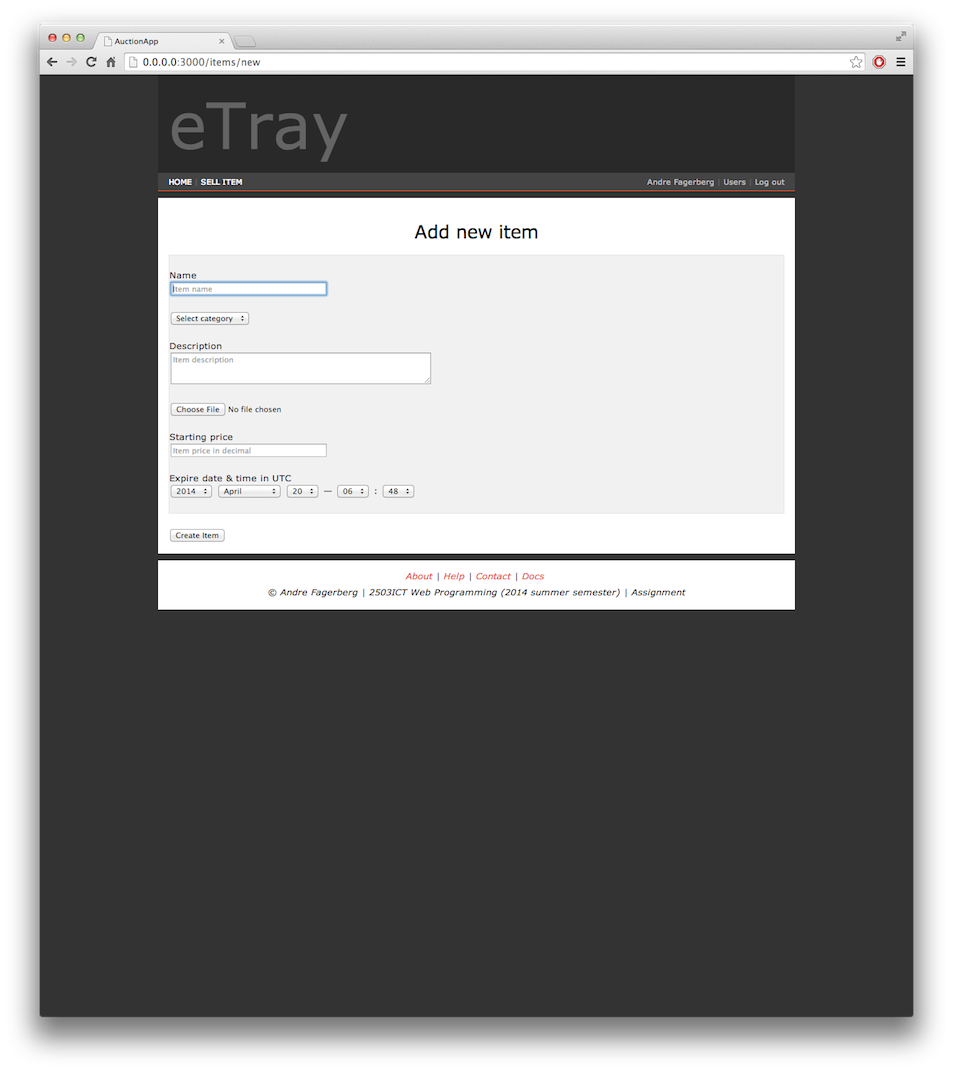 AuctionApp
0.0.0.0:3000/items/new
eTray
HOME | SELL ITEM Andre Fagerberg | Users | Log out
Add new item
Name
Item name
Select category
Description
Item description
Choose File No file chosen
Starting price
Item price in decimal
Expire date & time in UTC
2014 April 20 — 06 : 48
Create Item
About | Help | Contact | Docs
© Andre Fagerberg | 2503ICT Web Programming (2014 summer semester) | Assignment